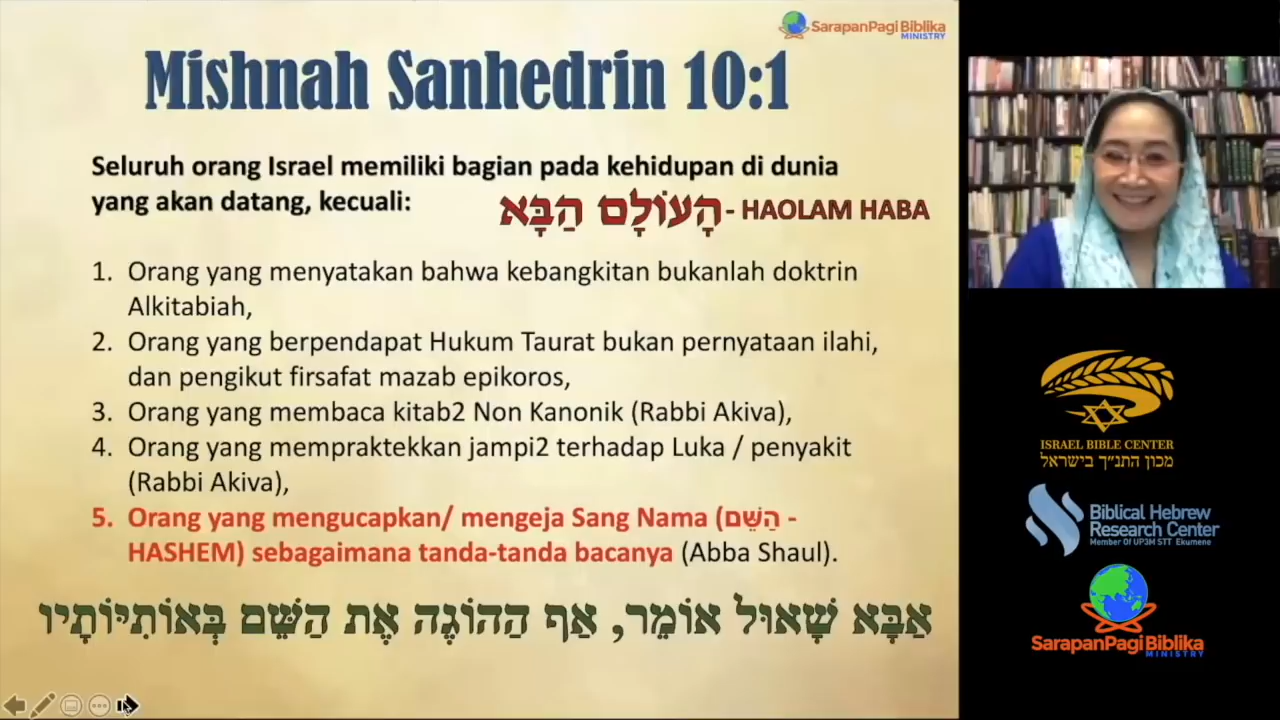 SarapanPagi Biblika
MINISTRY
Mishnah Sanhedrin 10:1
Seluruh orang Israel memiliki bagian pada kehidupan di dunia
yang akan datang, kecuali:
הָעוֹלָם הַבָּא - HAOLAM HABA
1. Orang yang menyatakan bahwa kebangkitan bukanlah doktrin
Alkitabiah,
2. Orang yang berpendapat Hukum Taurat bukan pernyataan ilahi,
dan pengikut firsafat mazab epikoros,
3. Orang yang membaca kitab2 Non Kanonik (Rabbi Akiva),
4. Orang yang mempraktekkan jampi2 terhadap Luka / penyakit
(Rabbi Akiva),
5. Orang yang mengucapkan/ mengeja Sang Nama (הַשֵּׁם -
HASHEM) sebagaimana tanda-tanda bacanya (Abba Shaul).
אַבָּא שָׁאוּל אוֹמֵר, אַף הַהוֹגֶה אֶת הַשֵּׁם בְּאוֹתִיּוֹתָיו
ISRAEL BIBLE CENTER
מכון התנ״ך בישראל
Biblical Hebrew
Research Center
Member Of UP3M STT Ekumene
SarapanPagi Biblika
MINISTRY